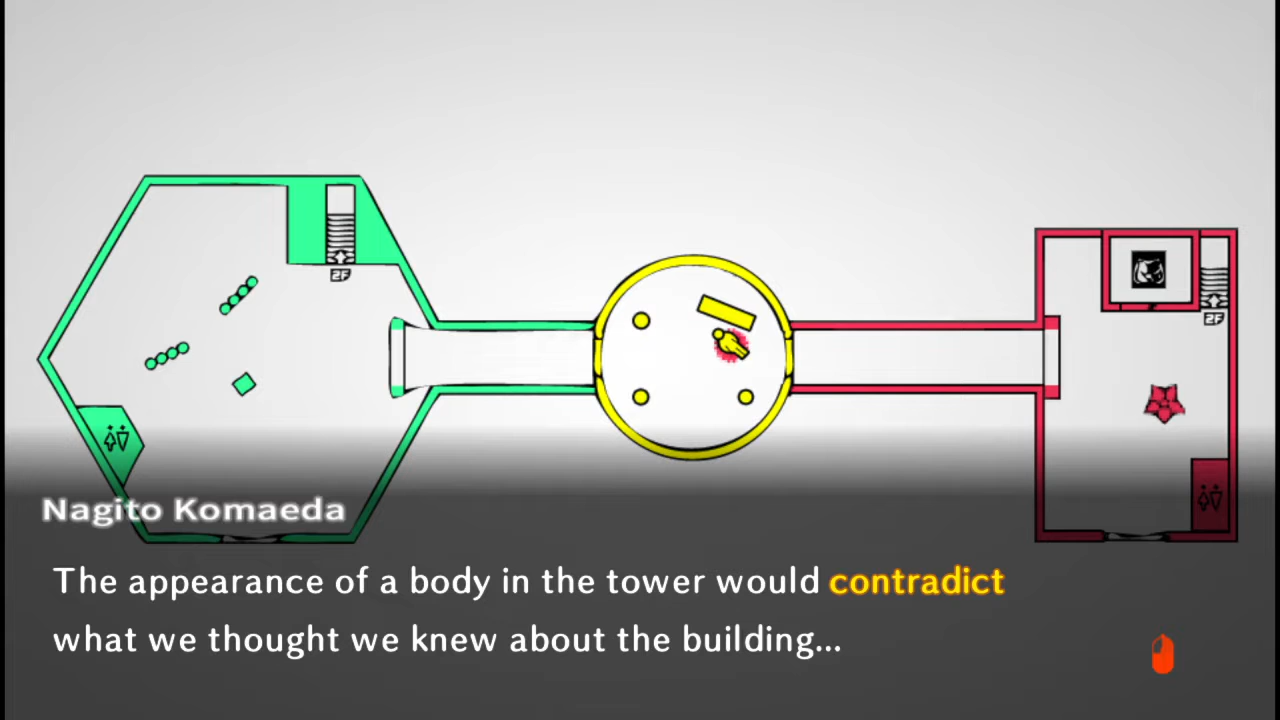 2F
2F
Nagito Komaeda
The appearance of a body in the tower would contradict
what we thought we knew about the building...